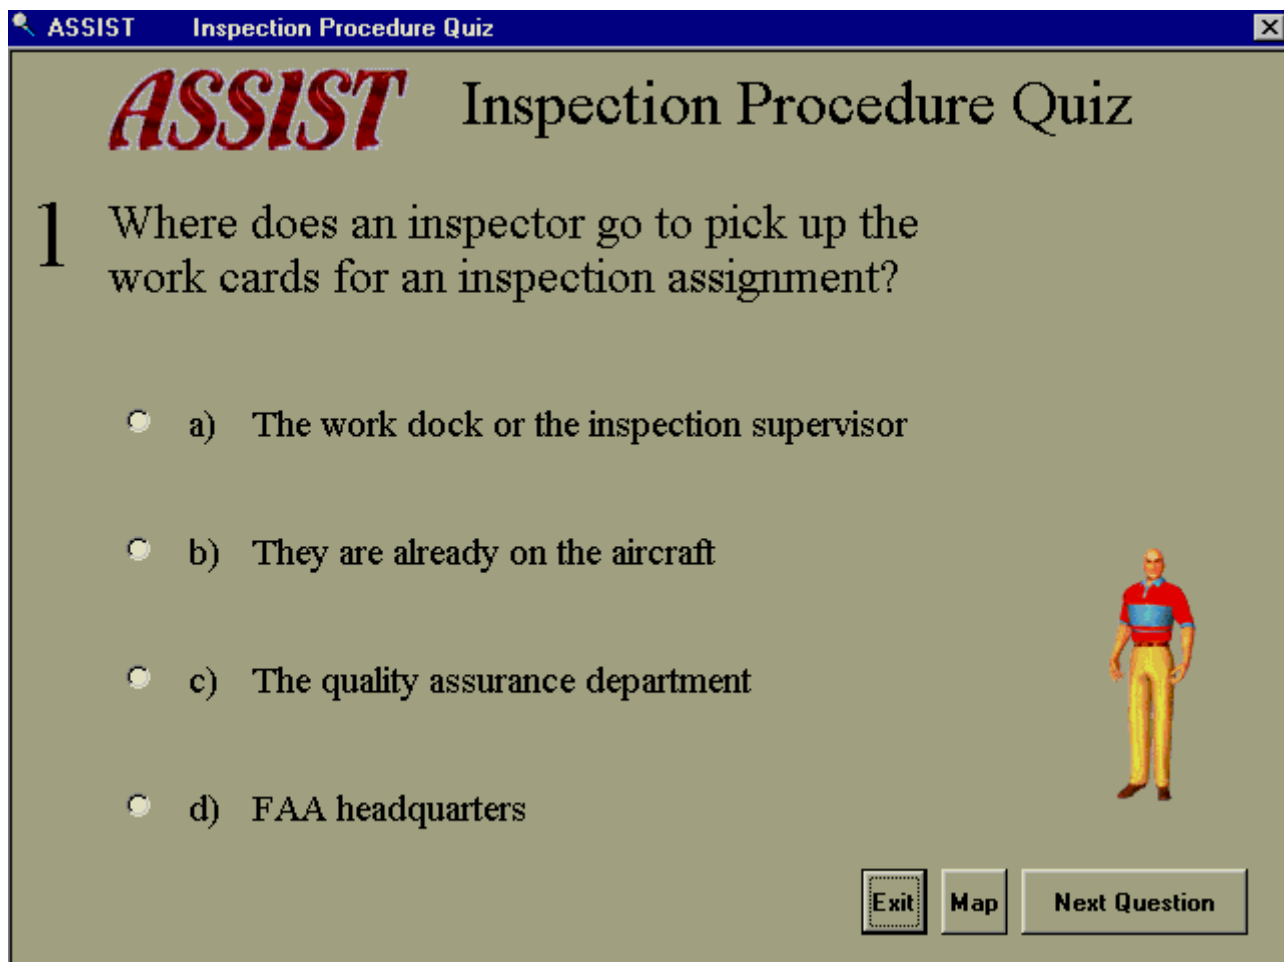 ASSIST Inspection Procedure Quiz
ASSIST Inspection Procedure Quiz
1 Where does an inspector go to pick up the
work cards for an inspection assignment?
a) The work dock or the inspection supervisor
b) They are already on the aircraft
c) The quality assurance department
d) FAA headquarters
Exit Map Next Question